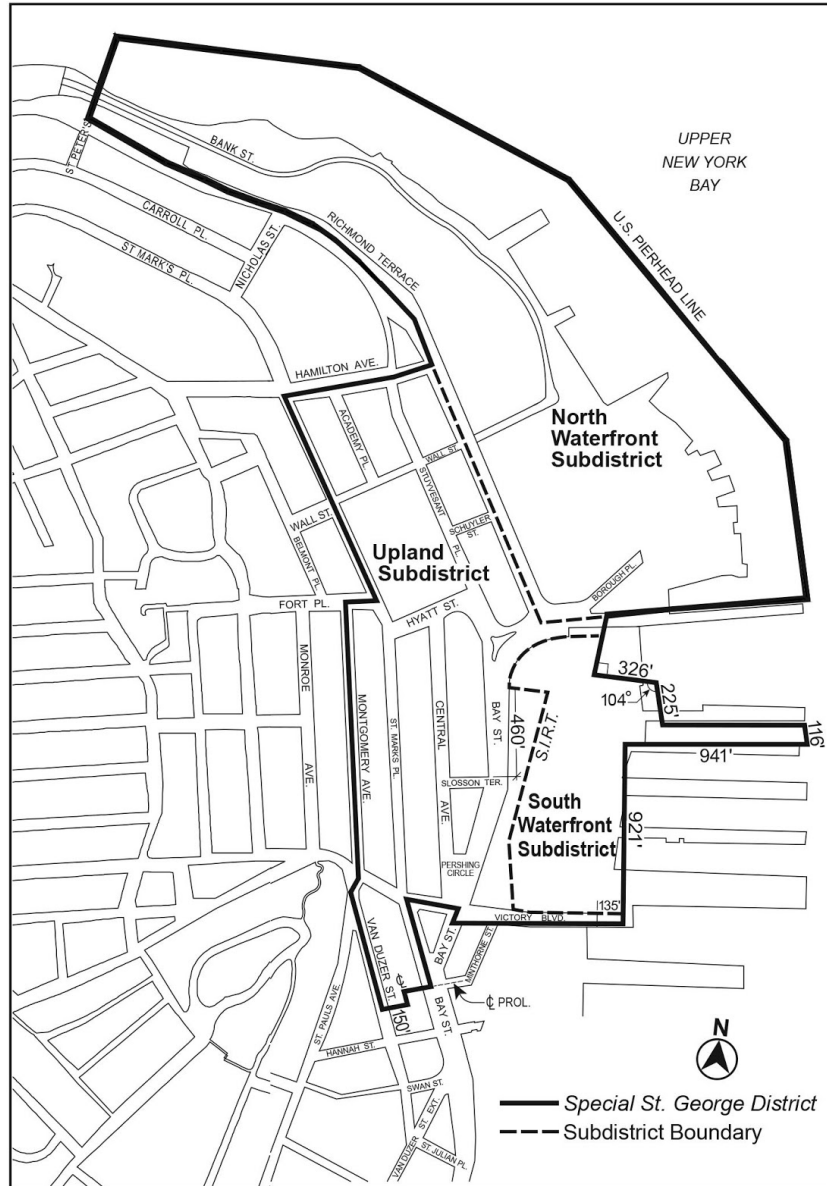 UPPER
NEW YORK
BAY
ST. PETER'S
BANK ST.
U.S. PIERHEAD LINE
CARROLL PL.
ST MARK'S PL.
NICHOLAS ST.
RICHMOND TERRACE
HAMILTON AVE.
ACADEMY PL.
North
Waterfront
Subdistrict
WALL ST.
STUYVESANT
PL.
WALL ST.
SCHUYLER
ST.
BELMONT PL.
Upland
Subdistrict
BOROUGH PL.
FORT PL.
HYATT ST.
326'
104°
225'
116'
MONROE
AVE.
MONTGOMERY AVE.
ST. MARKS PL.
CENTRAL
AVE.
BAY ST.
460'
S.I.R.T.
941'
SLOSSON TER.
South
Waterfront
Subdistrict
921'
PERSHING
CIRCLE
135'
VICTORY BLVD.
VAN DUZER ST.
BAY ST.
MINTHORNE ST.
℄ PROL.
150'
BAY ST.
ST. PAULS AVE.
HANNAH ST.
SWAN ST.
VAN DUZER ST. EXT.
ST. JULIAN PL.
N
Special St. George District
Subdistrict Boundary